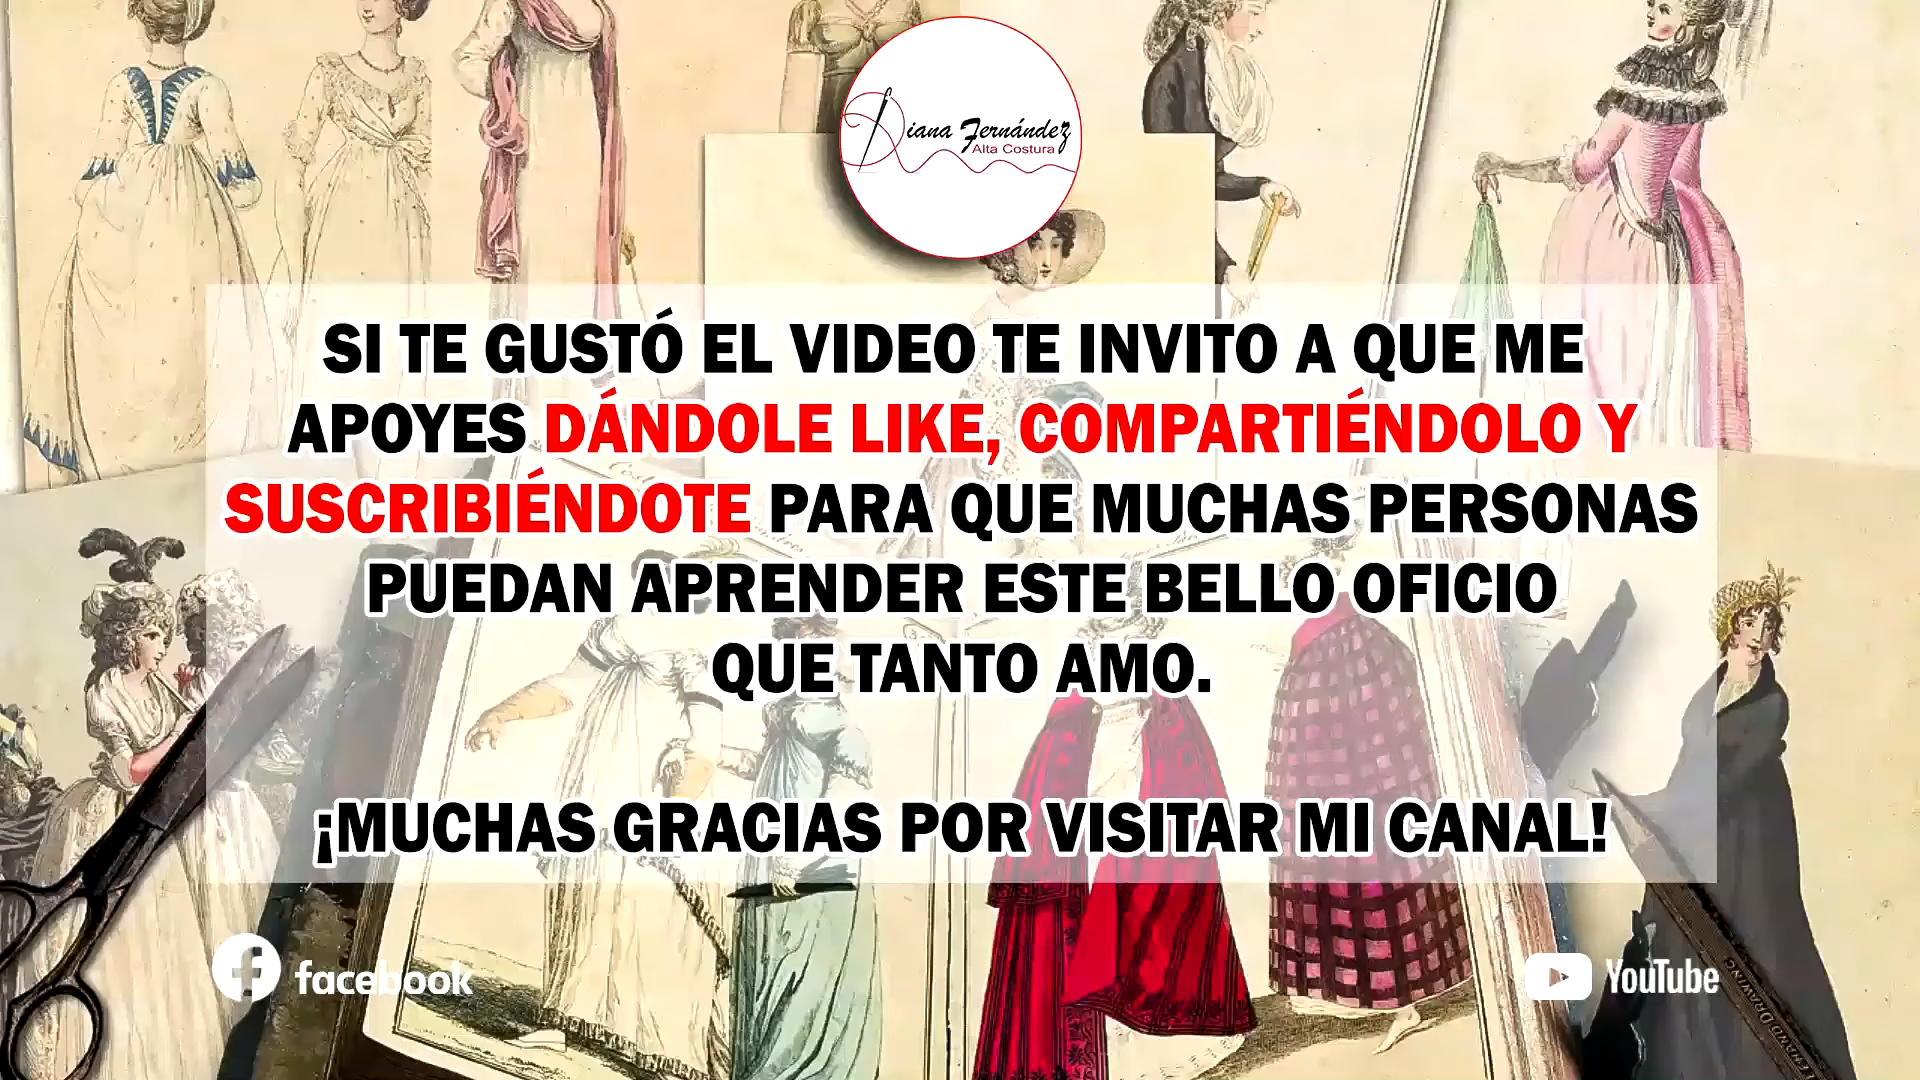 Diana Fernández
Alta Costura
SI TE GUSTÓ EL VIDEO TE INVITO A QUE ME
APOYES DÁNDOLE LIKE, COMPARTIÉNDOLO Y
SUSCRIBIÉNDOTE PARA QUE MUCHAS PERSONAS
PUEDAN APRENDER ESTE BELLO OFICIO
QUE TANTO AMO.
¡MUCHAS GRACIAS POR VISITAR MI CANAL!
facebook
YouTube